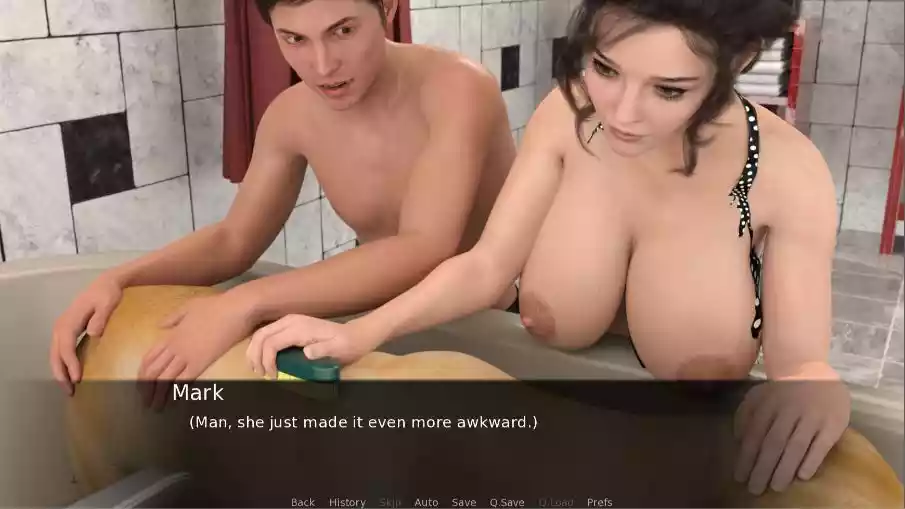 Mark
(Man, she just made it even more awkward.)
Back History Skip Auto Save Q.Save Q.Load Prefs